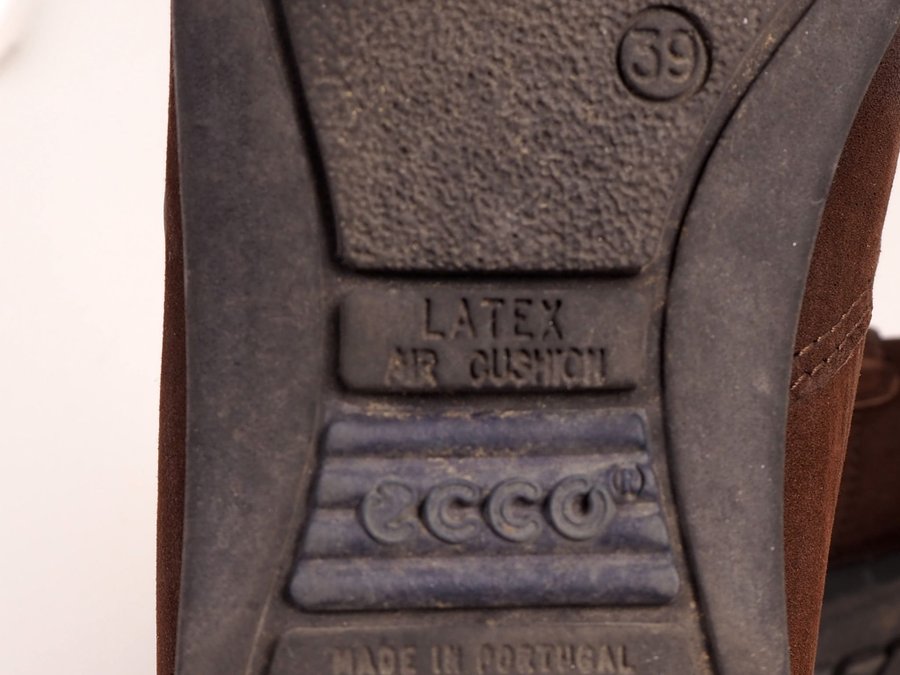 39
LATEX
AIR CUSHION
ecco®
MADE IN PORTUGAL